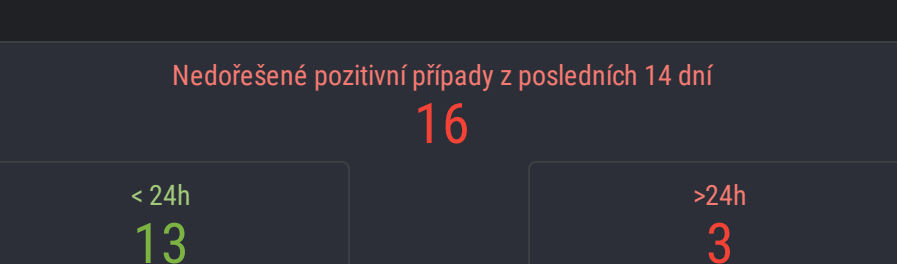 Nedořešené pozitivní případy z posledních 14 dní
16
< 24h
>24h
13
3